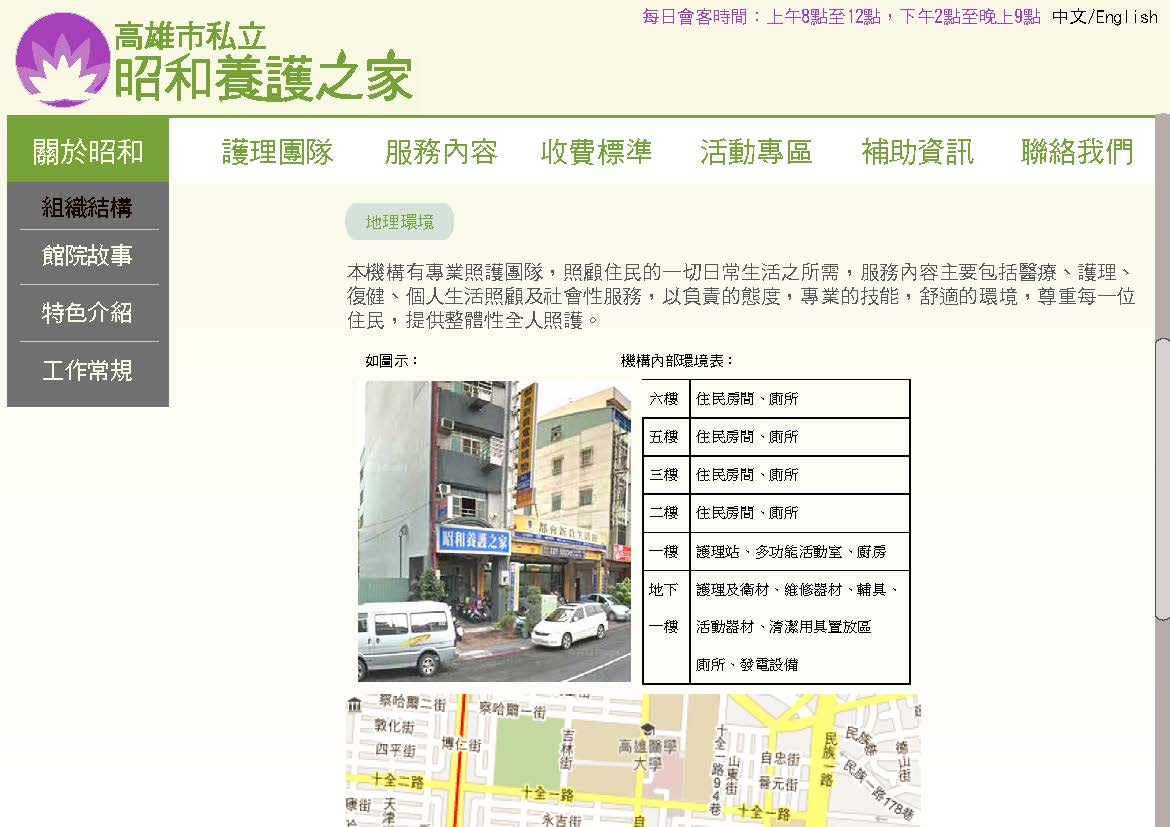 每日會客時間：上午8點至12點，下午2點至晚上9點 中文/English
高雄市私立
昭和養護之家
關於昭和 護理團隊 服務內容 收費標準 活動專區 補助資訊 聯絡我們
組織結構
館院故事
特色介紹
工作常規
地理環境
本機構有專業照護團隊，照顧住民的一切日常生活之所需，服務內容主要包括醫療、護理、
復健、個人生活照顧及社會性服務，以負責的態度，專業的技能，舒適的環境，尊重每一位
住民，提供整體性全人照護。
如圖示：
機構內部環境表：
六樓 住民房間、廁所
五樓 住民房間、廁所
三樓 住民房間、廁所
二樓 住民房間、廁所
一樓 護理站、多功能活動室、廚房
地下 護理及衛材、維修器材、輔具、
一樓 活動器材、清潔用具置放區
廁所、發電設備
昭和養護之家
察哈爾二街
察哈爾一街
敦化街
四平街
博仁街
吉林街
高雄醫學
大學
十全一路94巷
山東街
自忠街
晉元街
民族一路
德山街
民族一路178巷
十全二路
十全一路
十全一路
康街
天津
永吉街
自